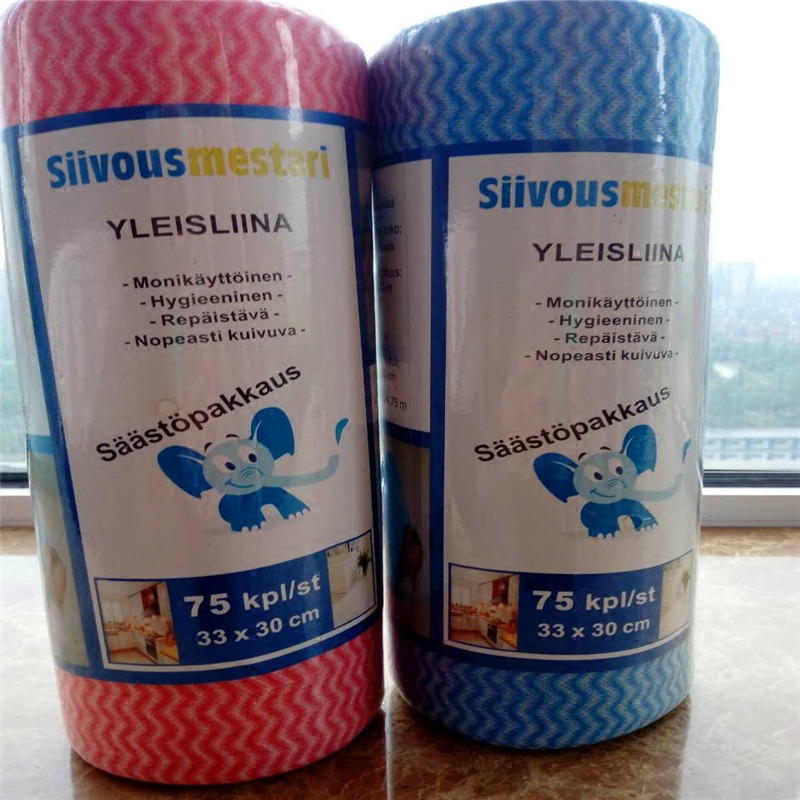 Siivousmestari
YLEISLIINA
- Monikäyttöinen -
- Hygieeninen -
- Repäistävä -
- Nopeasti kuivuva -
Säästöpakkaus
75 kpl/st
33 x 30 cm
Siivousmestari
YLEISLIINA
- Monikäyttöinen -
- Hygieeninen -
- Repäistävä -
- Nopeasti kuivuva -
Säästöpakkaus
75 kpl/st
33 x 30 cm